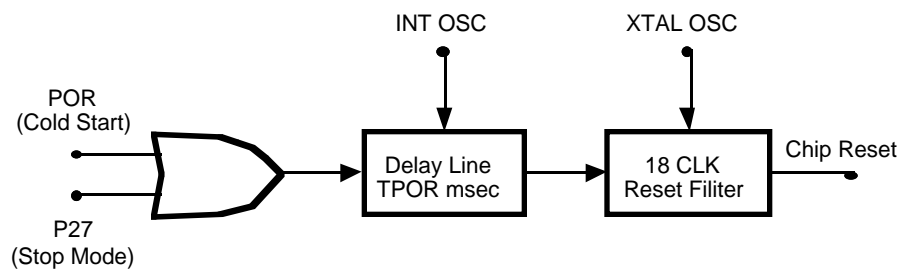 INT OSC
XTAL OSC
POR
(Cold Start)
P27
(Stop Mode)
Delay Line
TPOR msec
18 CLK
Reset Filiter
Chip Reset